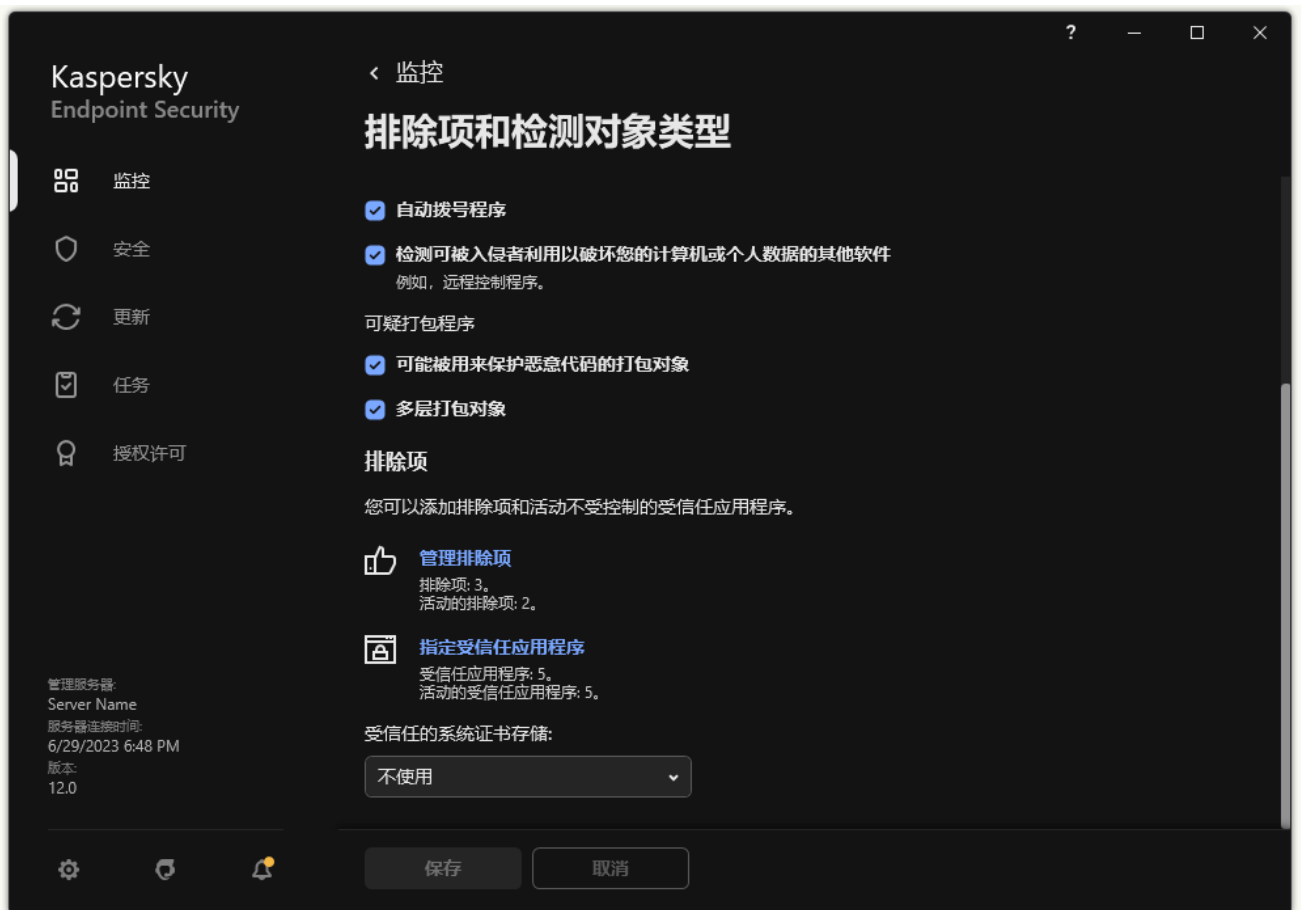 ?
Kaspersky
Endpoint Security
监控
安全
更新
任务
授权许可
管理服务器:
Server Name
服务器连接时间:
6/29/2023 6:48 PM
版本:
12.0
监控
排除项和检测对象类型
自动拨号程序
检测可被入侵者利用以破坏您的计算机或个人数据的其他软件
例如，远程控制程序。
可疑打包程序
可能被用来保护恶意代码的打包对象
多层打包对象
排除项
您可以添加排除项和活动不受控制的受信任应用程序。
管理排除项
排除项: 3。
活动的排除项: 2。
指定受信任应用程序
受信任应用程序: 5。
活动的受信任应用程序: 5。
受信任的系统证书存储:
不使用
保存
取消